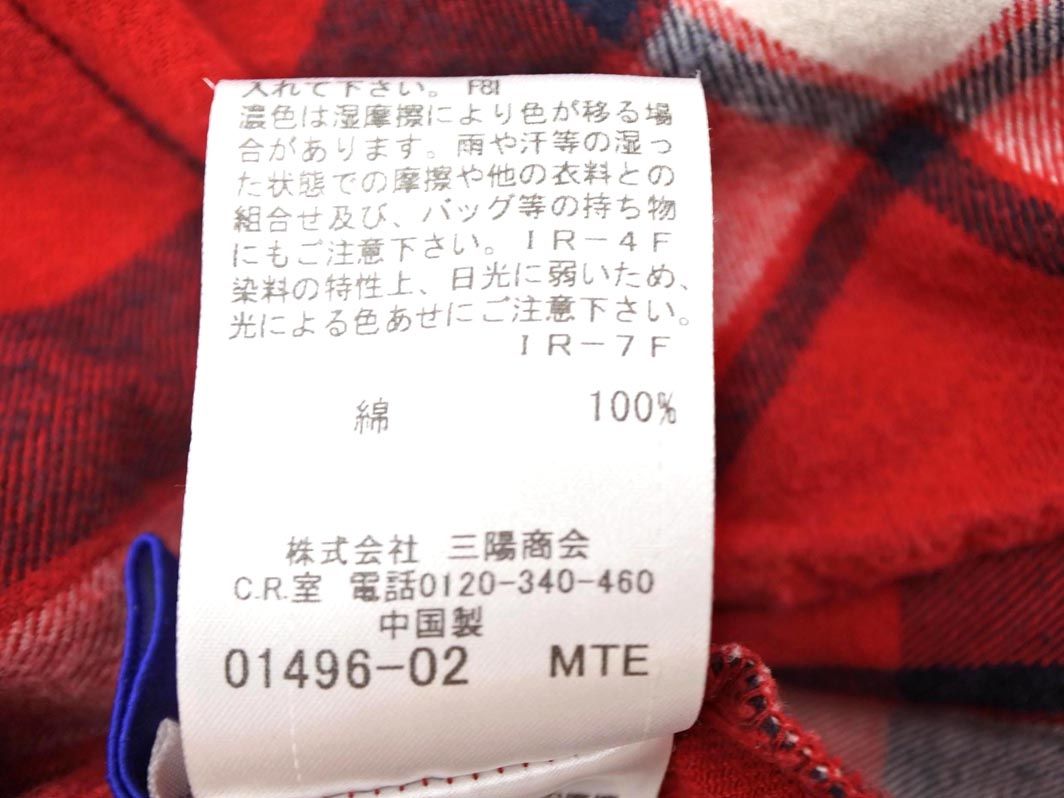 入れて下さい。 F8I
濃色は湿摩擦により色が移る場
合があります。雨や汗等の湿っ
た状態での摩擦や他の衣料との
組合せ及び、バッグ等の持ち物
にもご注意下さい。ＩＲ－４Ｆ
染料の特性上、日光に弱いため、
光による色あせにご注意下さい。
ＩＲ－７Ｆ
綿 100%
株式会社 三陽商会
C.R.室 電話0120-340-460
中国製
01496-02 MTE